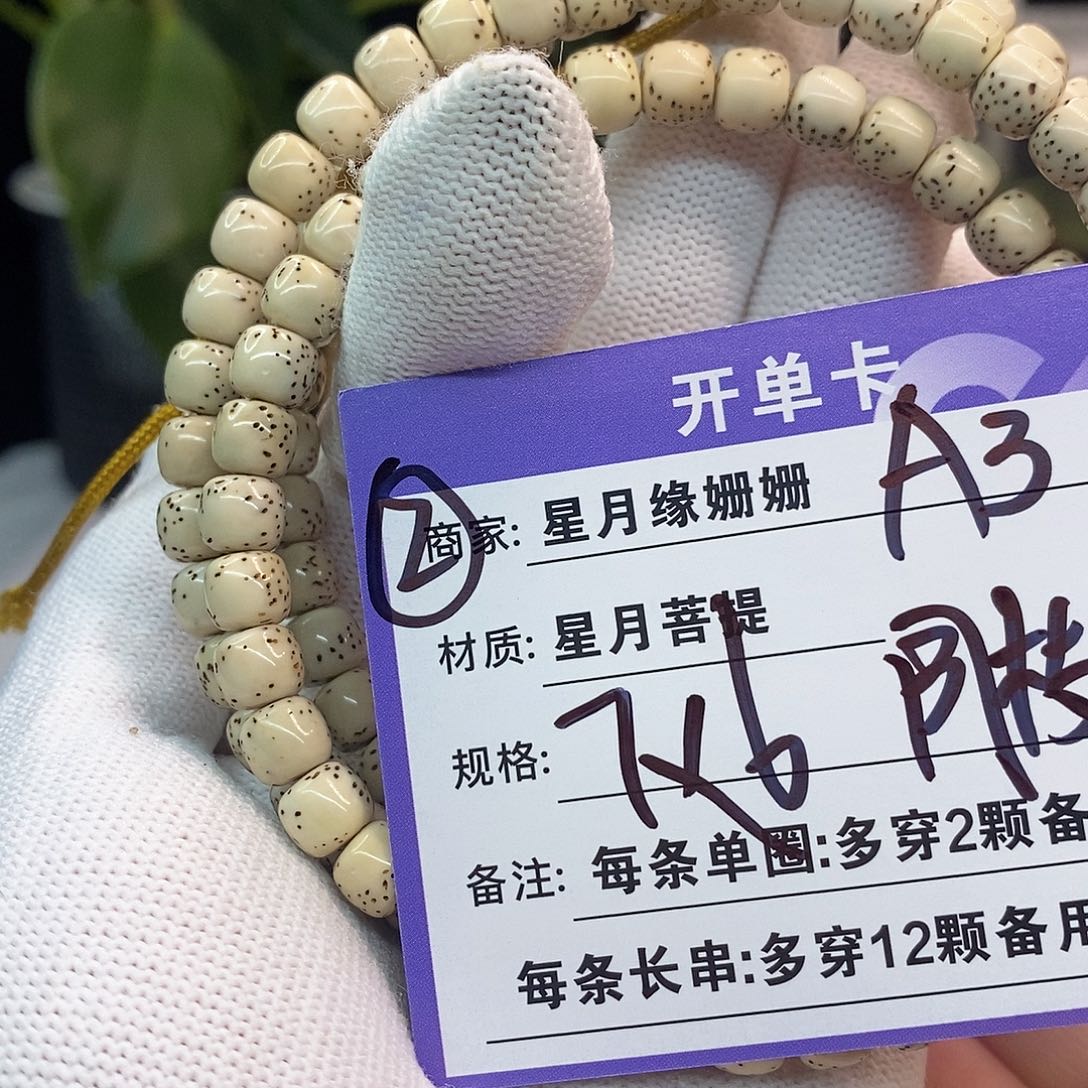 开单卡
A3
② 商家: 星月缘姗姗
材质: 星月菩提
规格: 7x6
备注: 每条单圈:多穿2颗备
每条长串:多穿12颗备用